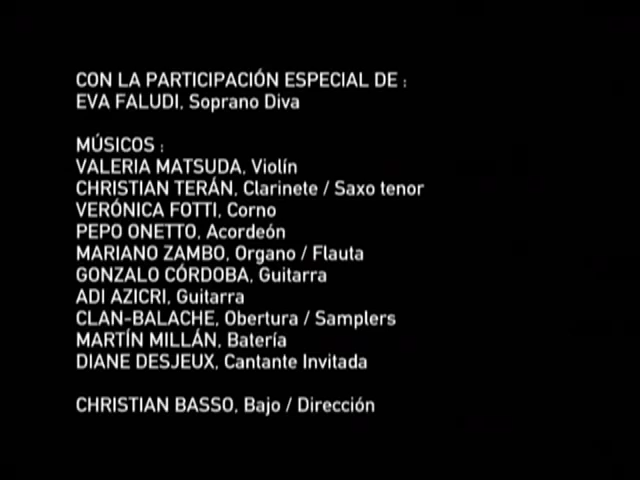 CON LA PARTICIPACIÓN ESPECIAL DE :
EVA FALUDI, Soprano Diva
MÚSICOS :
VALERIA MATSUDA, Violín
CHRISTIAN TERÁN, Clarinete / Saxo tenor
VERÓNICA FOTTI, Corno
PEPO ONETTO, Acordeón
MARIANO ZAMBO, Organo / Flauta
GONZALO CÓRDOBA, Guitarra
ADI AZICRI, Guitarra
CLAN-BALACHE, Obertura / Samplers
MARTÍN MILLÁN, Batería
DIANE DESJEUX, Cantante Invitada
CHRISTIAN BASSO, Bajo / Dirección